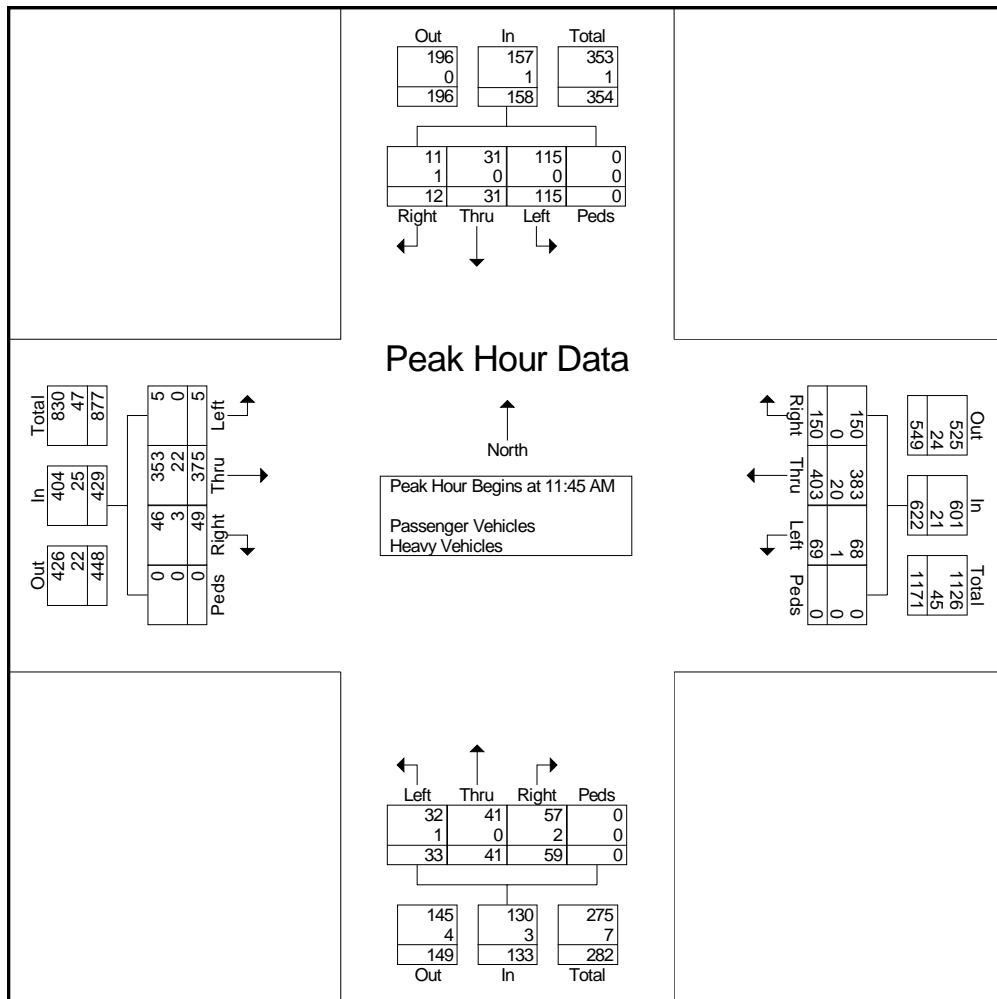 Out In Total
196 157 353
0 1 1
196 158 354
11 31 115 0
1 0 0 0
12 31 115 0
Right Thru Left Peds
Peak Hour Data
North
Peak Hour Begins at 11:45 AM
Passenger Vehicles
Heavy Vehicles
Total In Out
830 404 426
47 25 22
877 429 448
5 353 46 0
0 22 3 0
5 375 49 0
Left Thru Right Peds
Out In Total
525 601 1126
24 21 45
549 622 1171
150 383 68 0
0 20 1 0
150 403 69 0
Right Thru Left Peds
Left Thru Right Peds
32 41 57 0
1 0 2 0
33 41 59 0
145 130 275
4 3 7
149 133 282
Out In Total